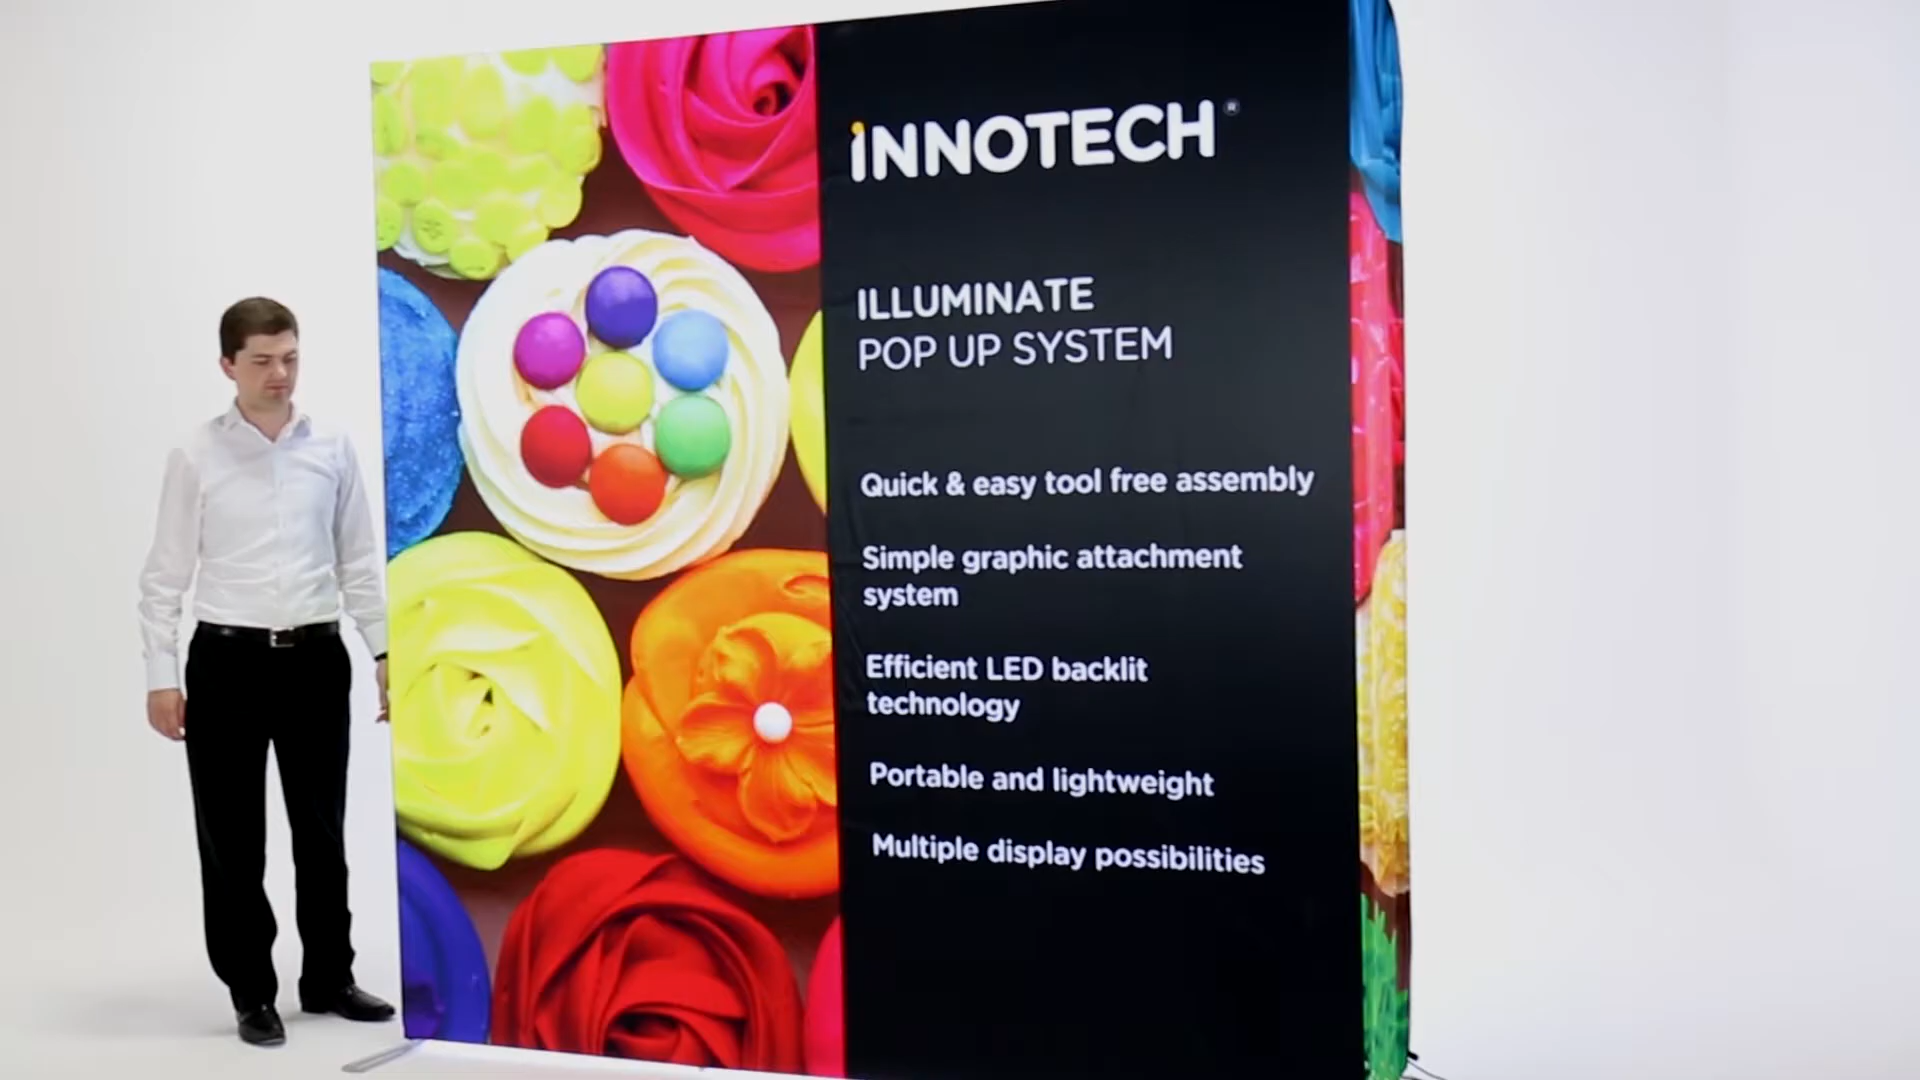 iNNOTECH®
ILLUMINATE
POP UP SYSTEM
Quick & easy tool free assembly
Simple graphic attachment
system
Efficient LED backlit
technology
Portable and lightweight
Multiple display possibilities